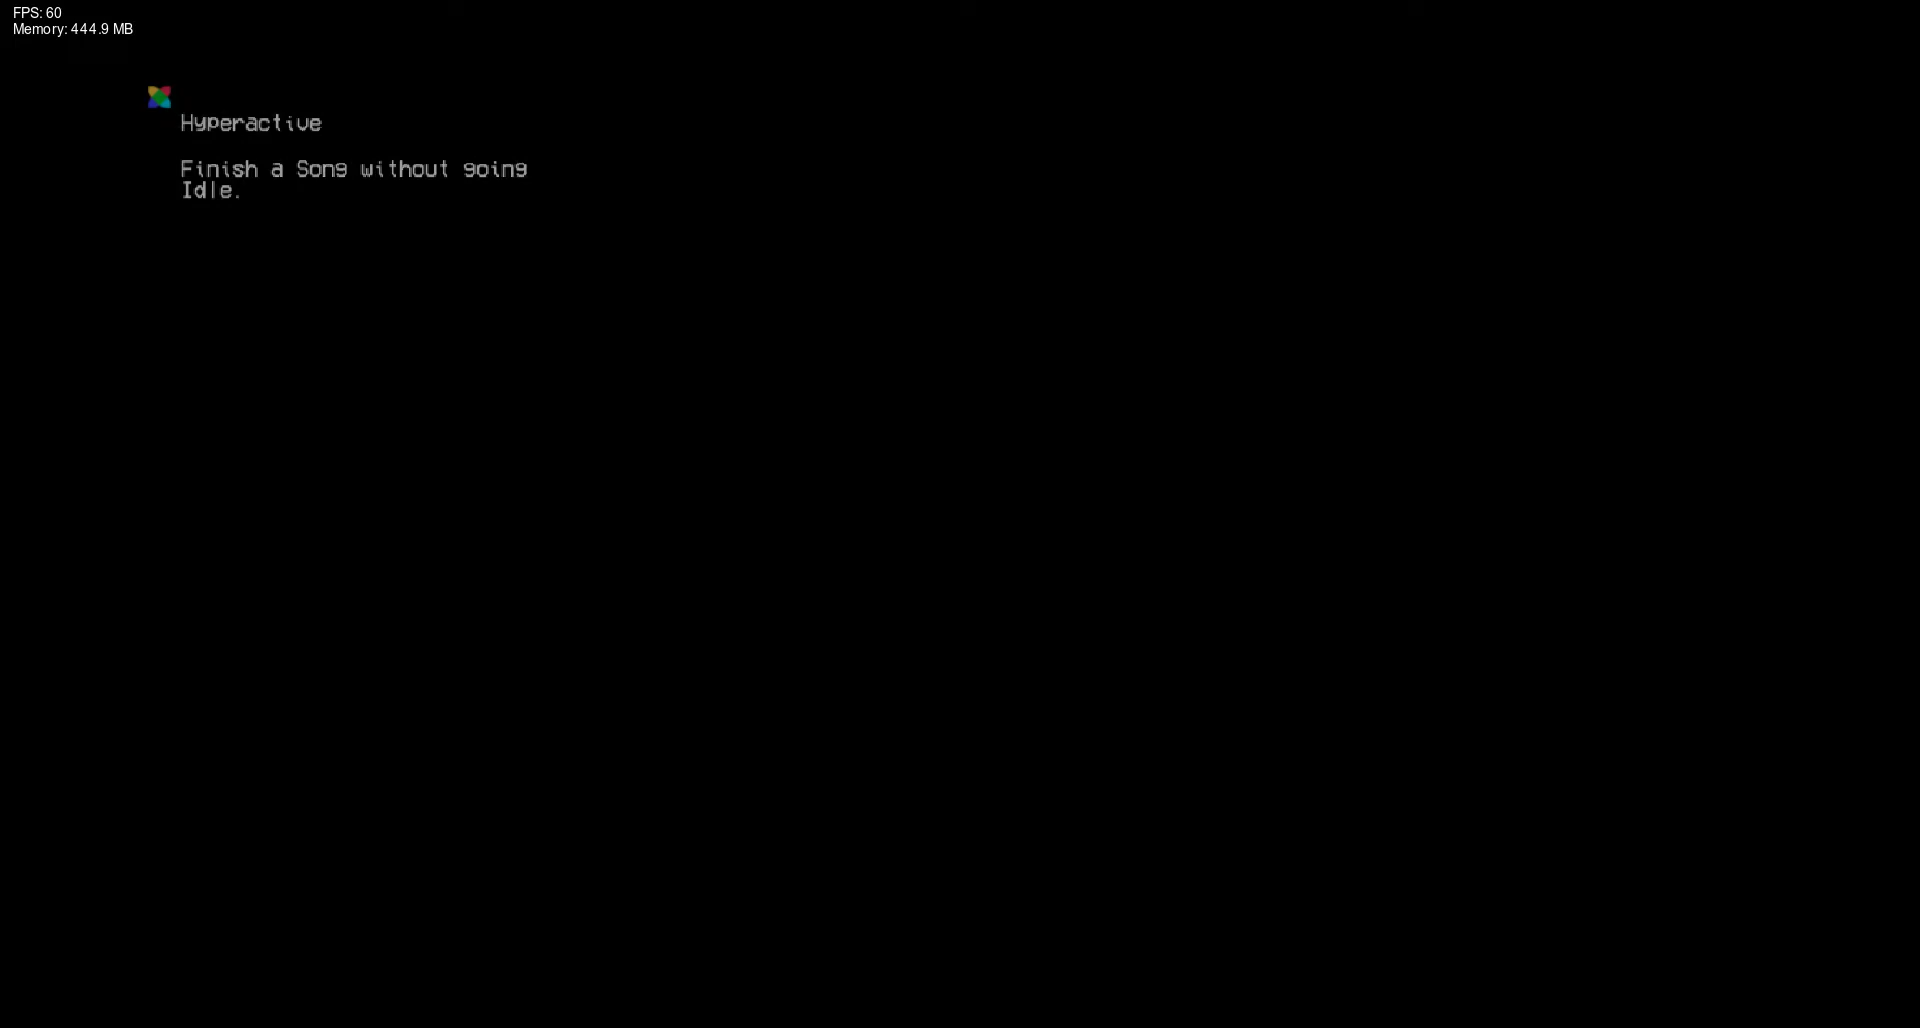 FPS: 60
Memory: 444.9 MB
Hyperactive
Finish a Song without going
Idle.